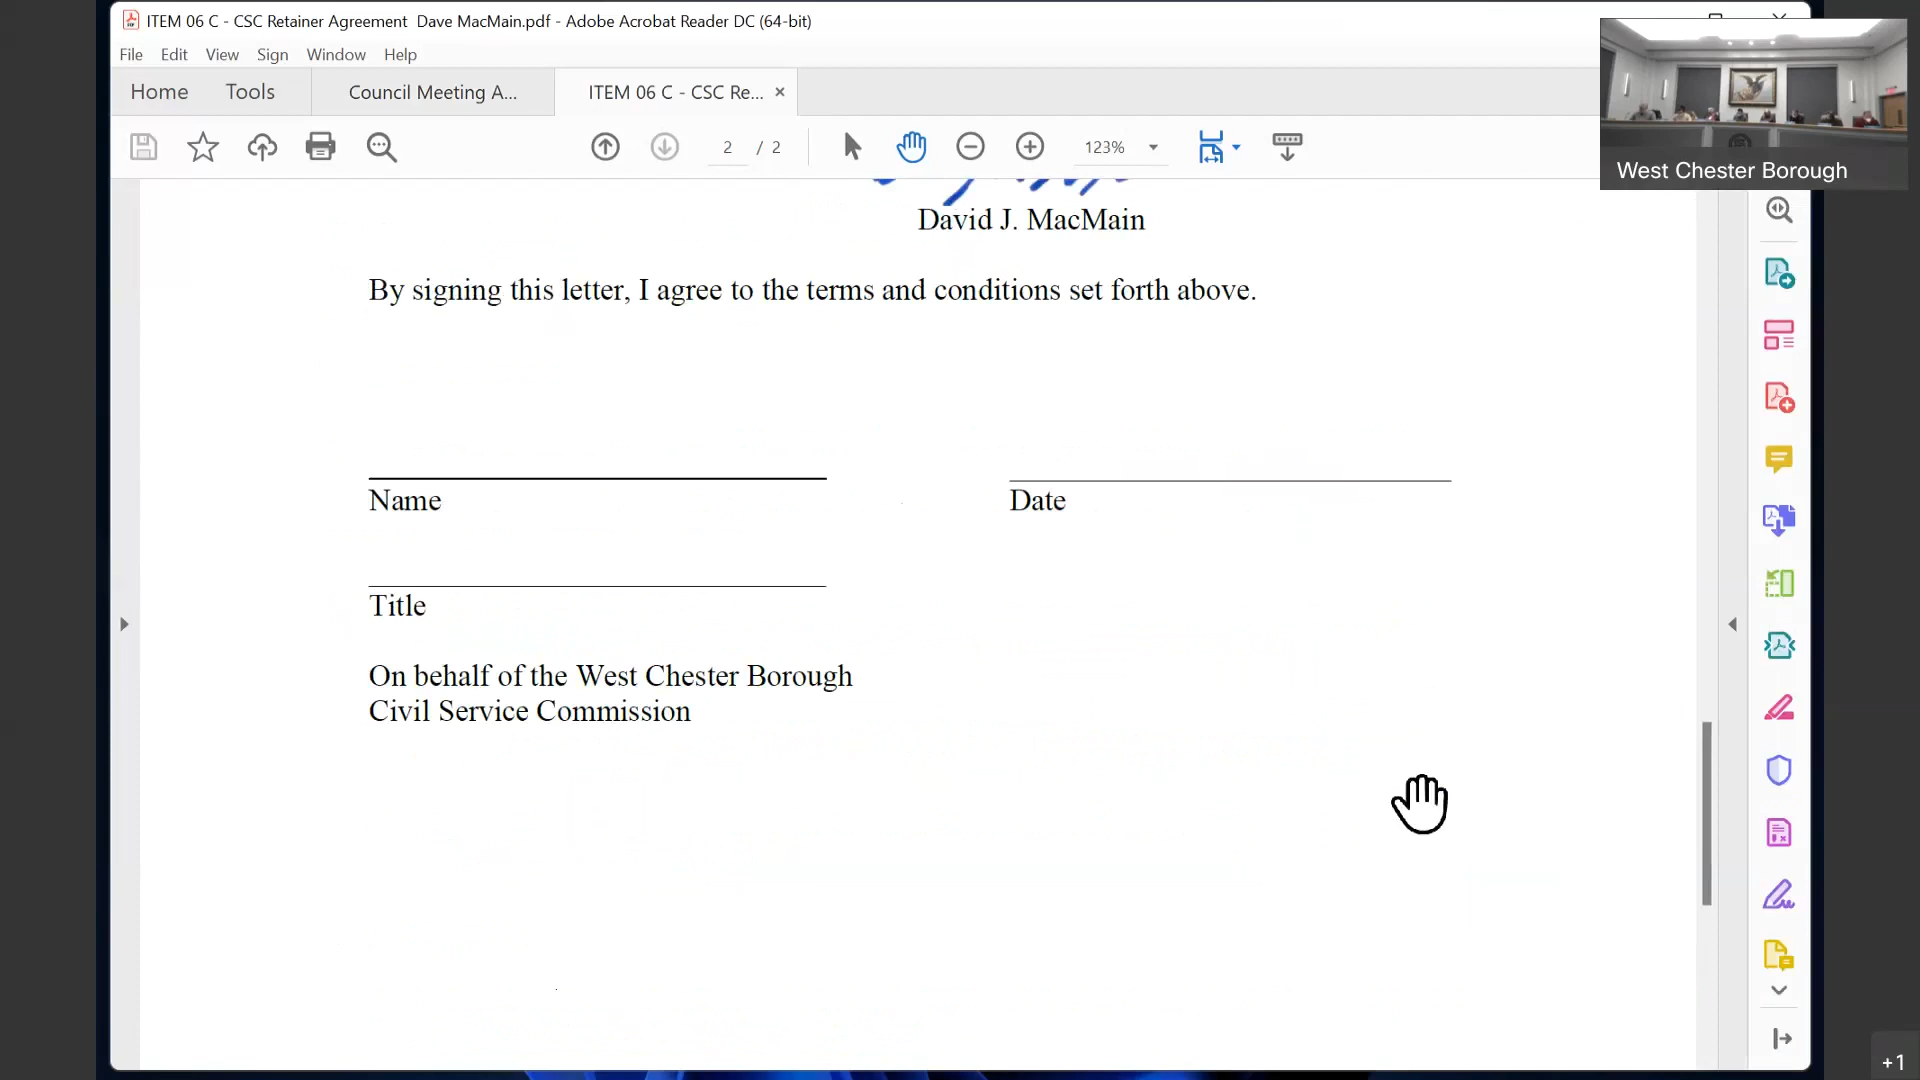 ITEM 06 C - CSC Retainer Agreement  Dave MacMain.pdf - Adobe Acrobat Reader DC (64-bit)
File Edit View Sign Window Help
Home Tools Council Meeting A... ITEM 06 C - CSC Re... ×
2 / 2 123%
West Chester Borough
David J. MacMain
By signing this letter, I agree to the terms and conditions set forth above.
Name Date
Title
On behalf of the West Chester Borough
Civil Service Commission
+1